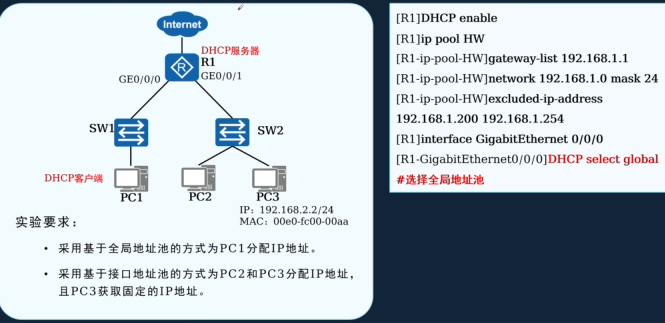 Internet
DHCP服务器
R1
GE0/0/0
GE0/0/1
SW1
SW2
DHCP客户端
PC1
PC2
PC3
IP：192.168.2.2/24
MAC：00e0-fc00-00aa
实验要求：
• 采用基于全局地址池的方式为PC1分配IP地址。
• 采用基于接口地址池的方式为PC2和PC3分配IP地址，
且PC3获取固定的IP地址。
[R1]DHCP enable
[R1]ip pool HW
[R1-ip-pool-HW]gateway-list 192.168.1.1
[R1-ip-pool-HW]network 192.168.1.0 mask 24
[R1-ip-pool-HW]excluded-ip-address
192.168.1.200 192.168.1.254
[R1]interface GigabitEthernet 0/0/0
[R1-GigabitEthernet0/0/0]DHCP select global
#选择全局地址池